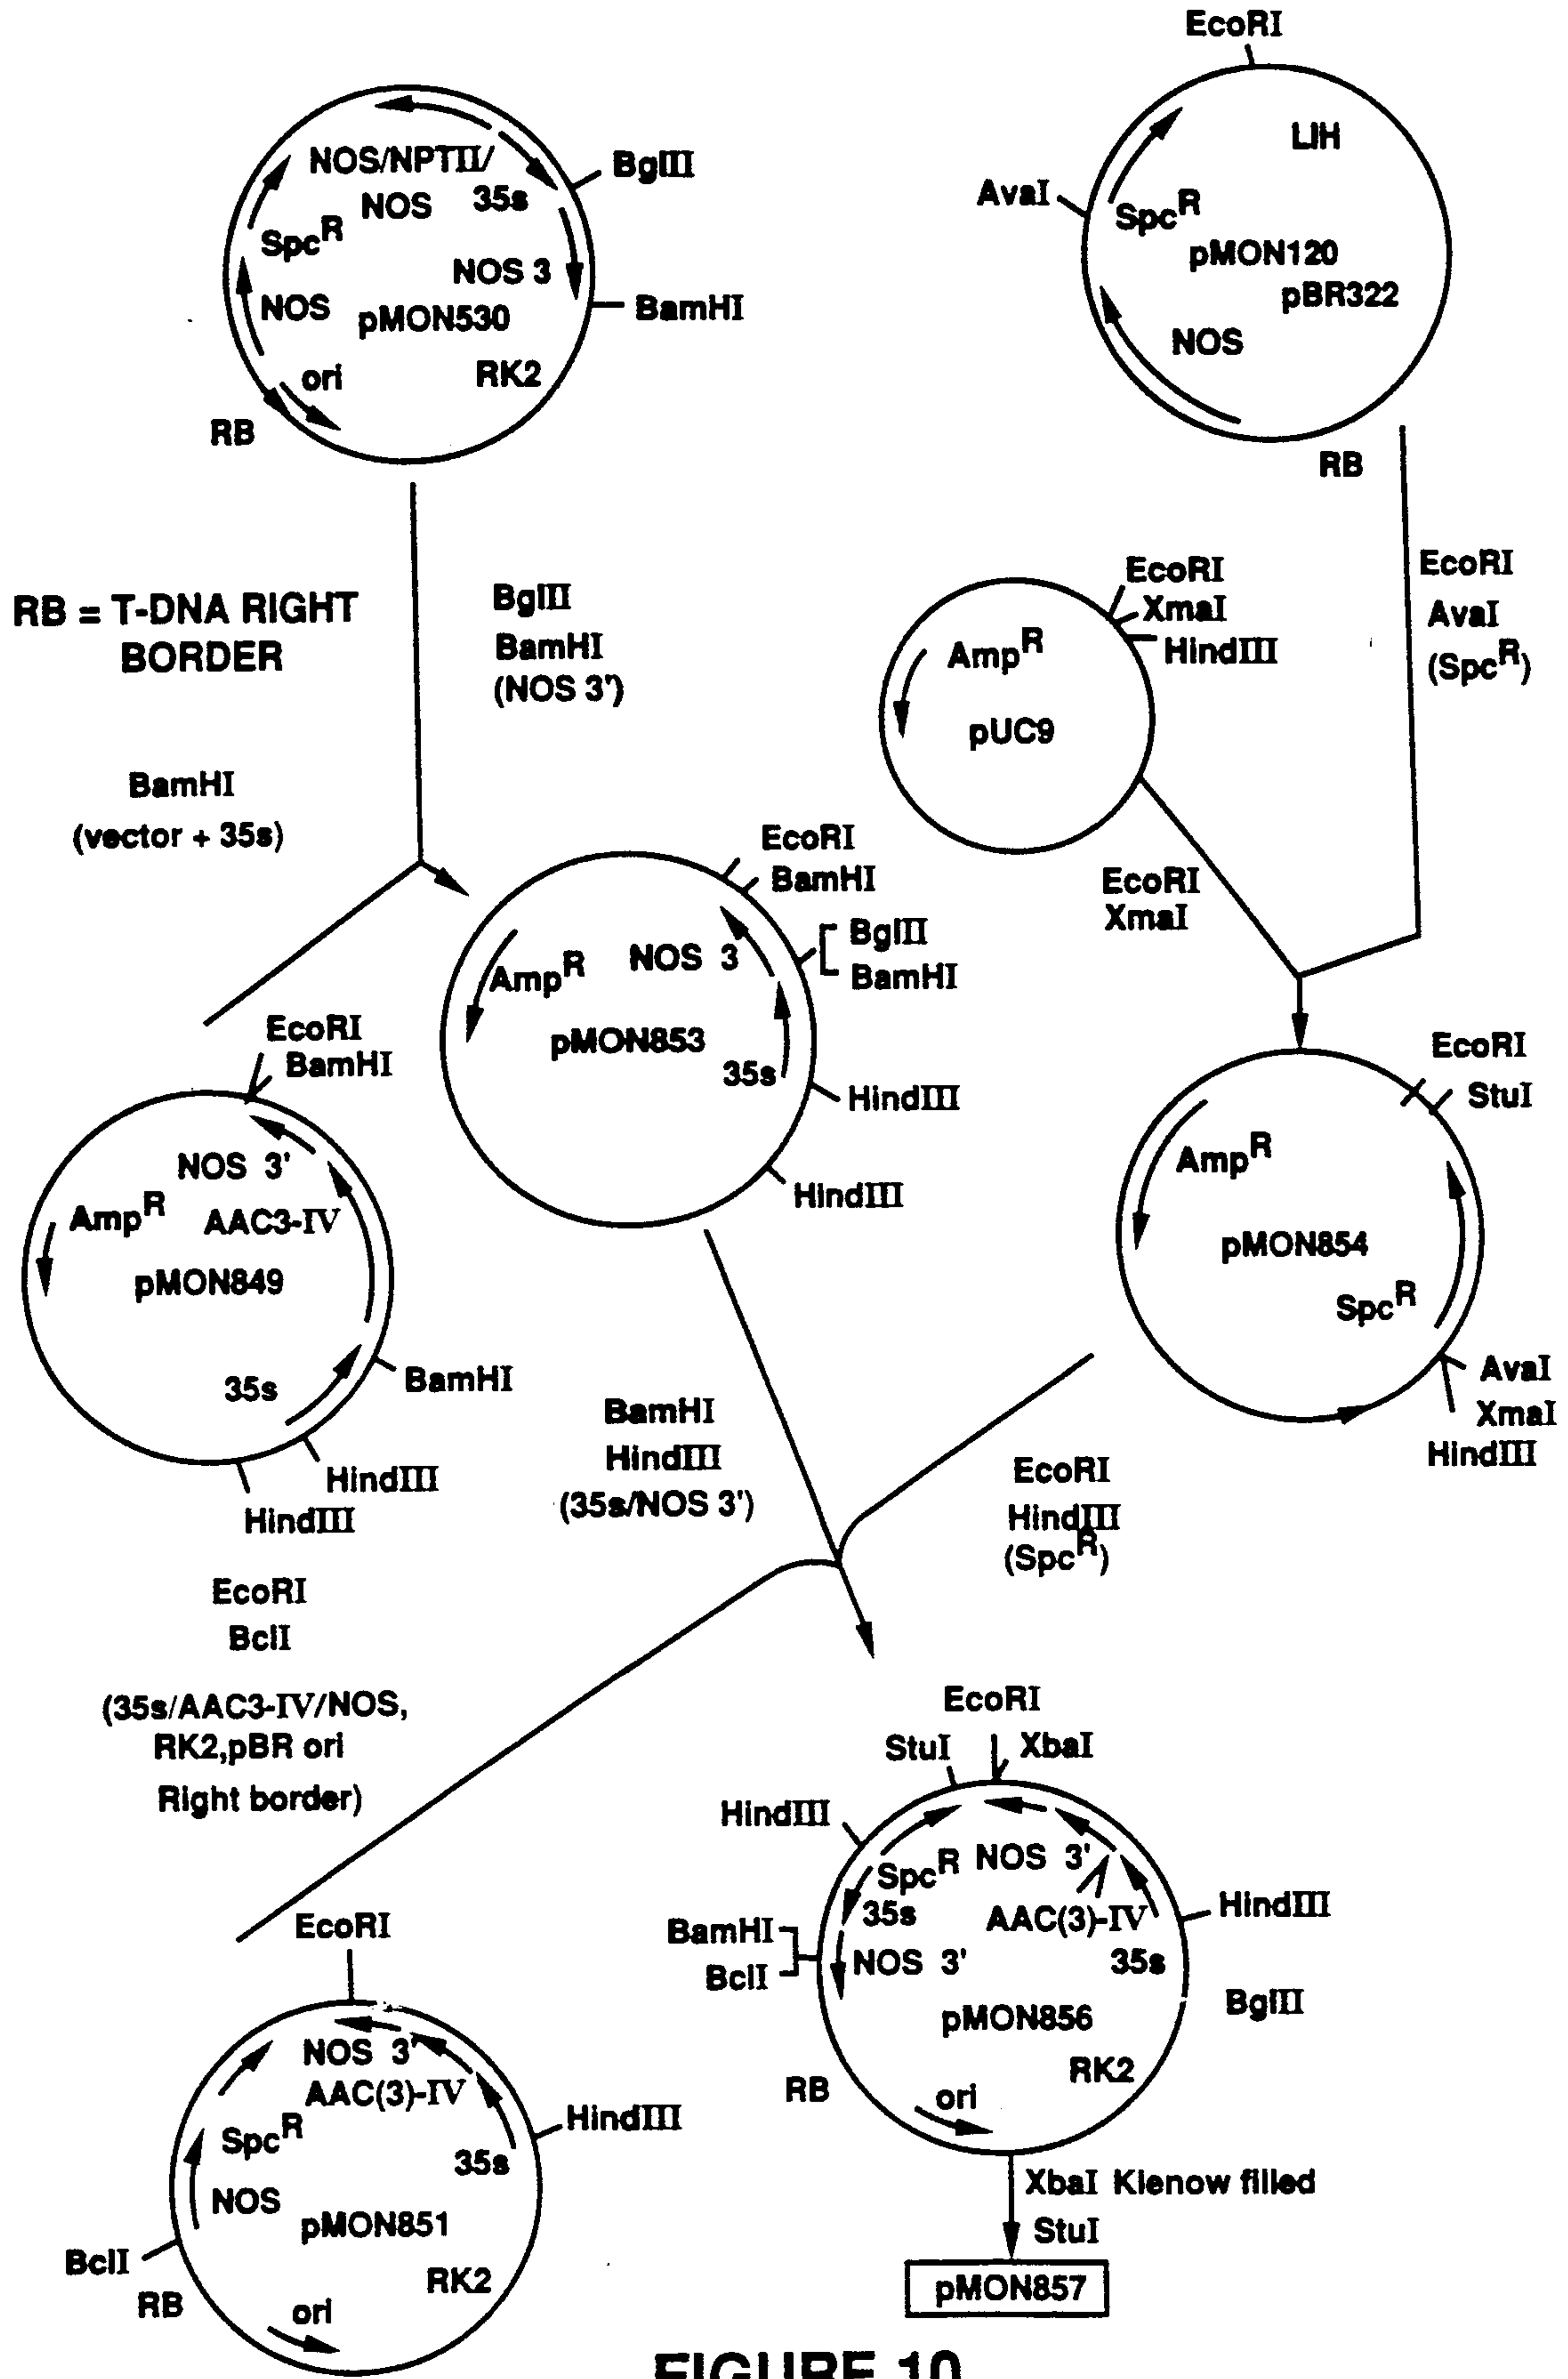 EcoRI
NOS/NPTII/
NOS
35s
SpcR
NOS 3
NOS
pMON530
ori
RK2
RB
BglII
BamHI
LIH
AvaI
SpcR
pMON120
pBR322
NOS
RB
RB = T-DNA RIGHT
BORDER
BglII
BamHI
(NOS 3')
EcoRI
XmaI
HindIII
AmpR
pUC9
EcoRI
AvaI
(SpcR)
BamHI
(vector + 35s)
EcoRI
XmaI
EcoRI
BamHI
BglII
BamHI
AmpR
NOS 3
pMON853
35s
HindIII
HindIII
EcoRI
BamHI
NOS 3'
AmpR
AAC3-IV
pMON849
35s
BamHI
HindIII
HindIII
EcoRI
StuI
AmpR
pMON854
SpcR
AvaI
XmaI
HindIII
BamHI
HindIII
(35s/NOS 3')
EcoRI
HindIII
(SpcR)
EcoRI
BclI
(35s/AAC3-IV/NOS,
RK2,pBR ori
Right border)
EcoRI
StuI
XbaI
HindIII
SpcR
NOS 3'
35s
AAC(3)-IV
HindIII
BamHI
BclI
NOS 3'
35s
BglII
pMON856
RK2
RB
ori
EcoRI
NOS 3'
AAC(3)-IV
HindIII
SpcR
35s
NOS
pMON851
BclI
RB
RK2
ori
XbaI Klenow filled
StuI
pMON857
FIGURE 10